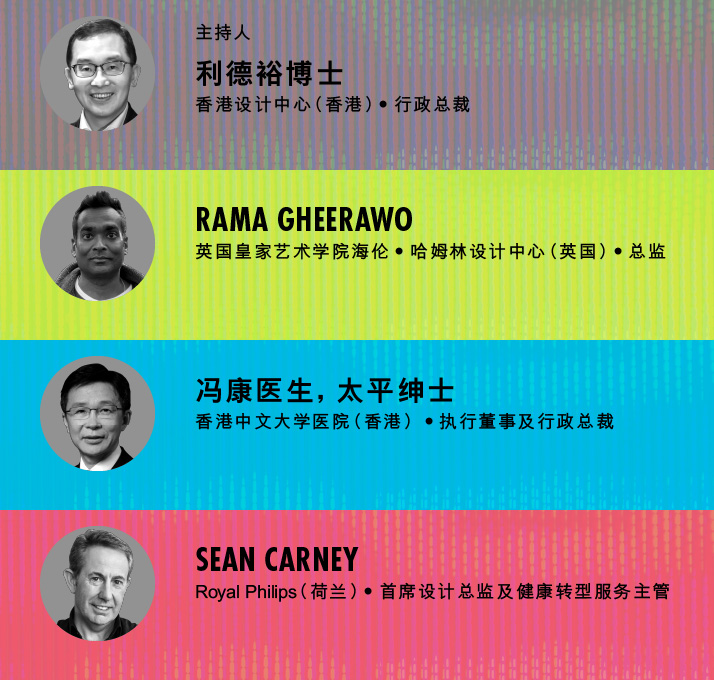 主持人
利德裕博士
香港设计中心（香港）• 行政总裁
RAMA GHEERAWO
英国皇家艺术学院海伦 • 哈姆林设计中心（英国）• 总监
冯康医生，太平绅士
香港中文大学医院（香港） • 执行董事及行政总裁
SEAN CARNEY
Royal Philips（荷兰）• 首席设计总监及健康转型服务主管